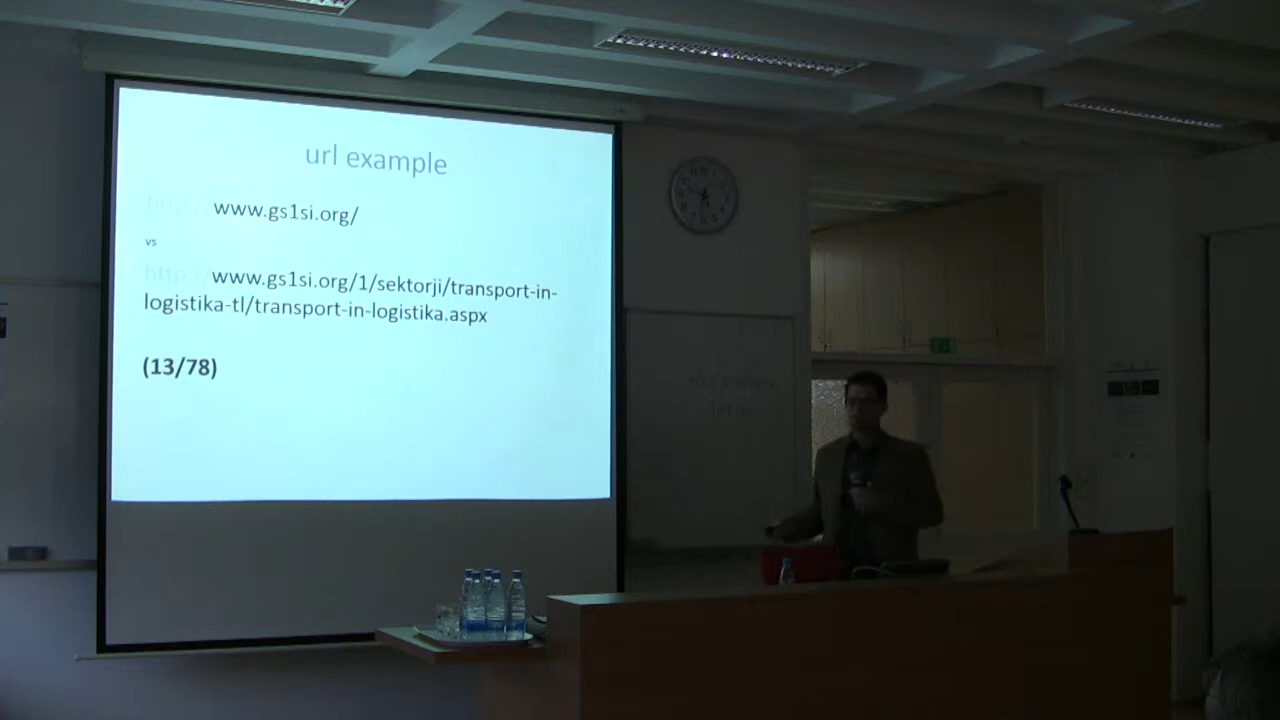 url example
http:/ www.gs1si.org/
vs
http:// www.gs1si.org/1/sektorji/transport-in-
logistika-tl/transport-in-logistika.aspx
(13/78)